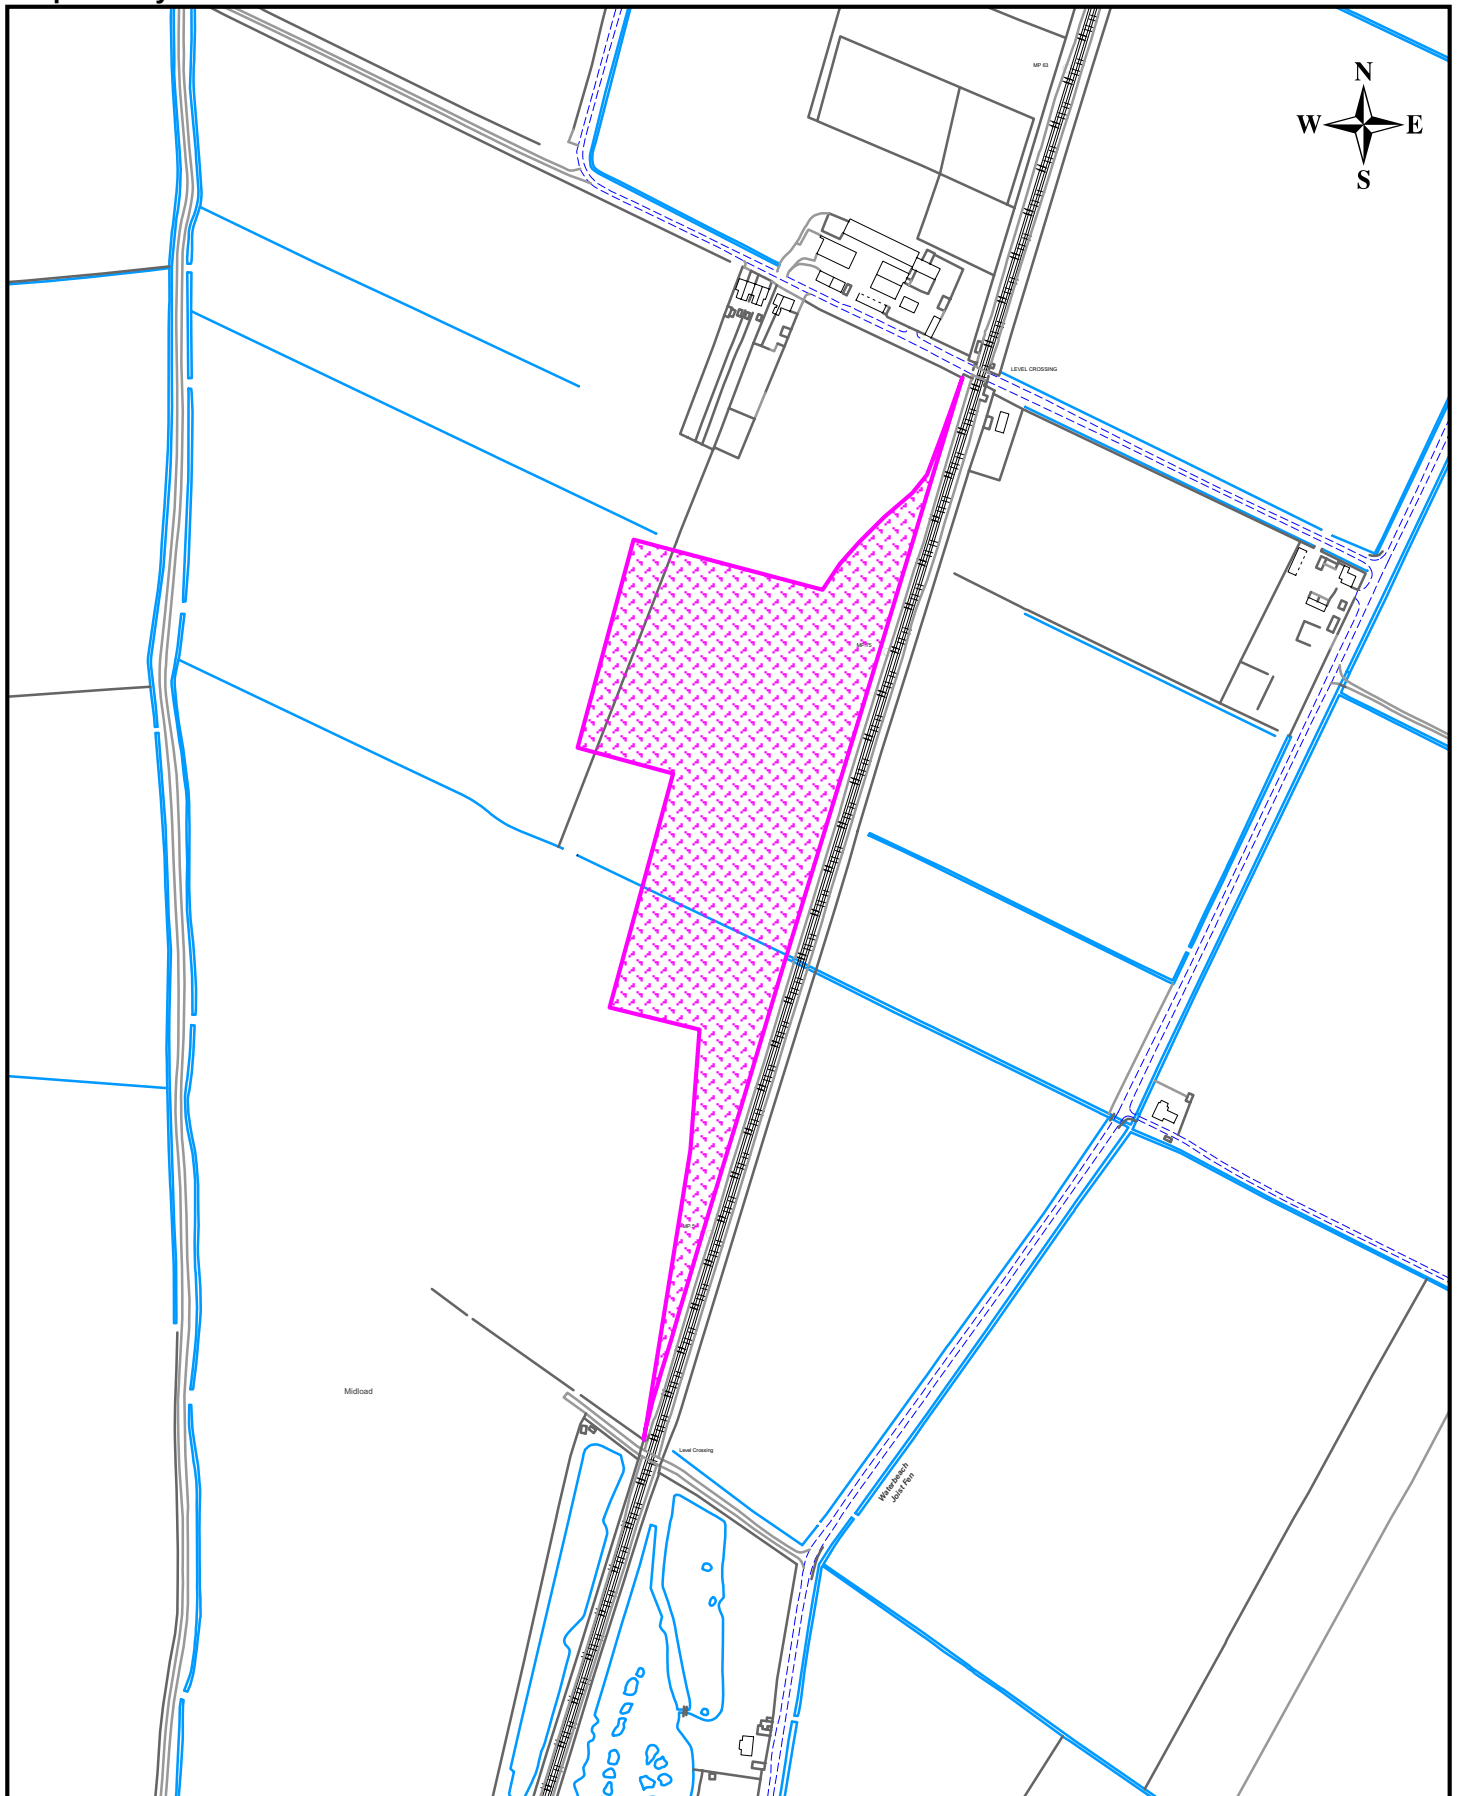 MP 63
N
W
E
S
LEVEL CROSSING
Midload
Level Crossing
Waterbeach
Joist Fen